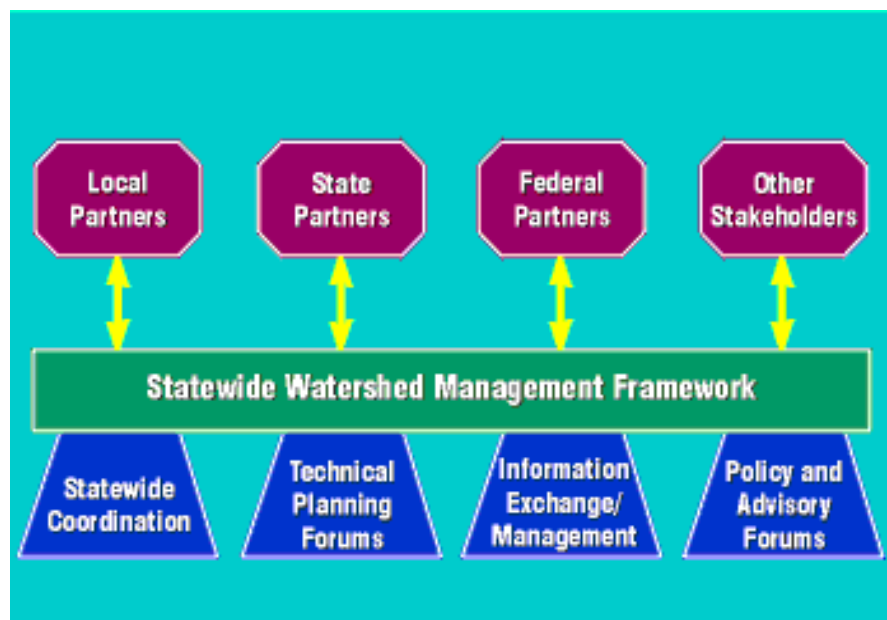 Local
Partners
State
Partners
Federal
Partners
Other
Stakeholders
Statewide Watershed Management Framework
Statewide
Coordination
Technical
Planning
Forums
Information
Exchange/
Management
Policy and
Advisory
Forums